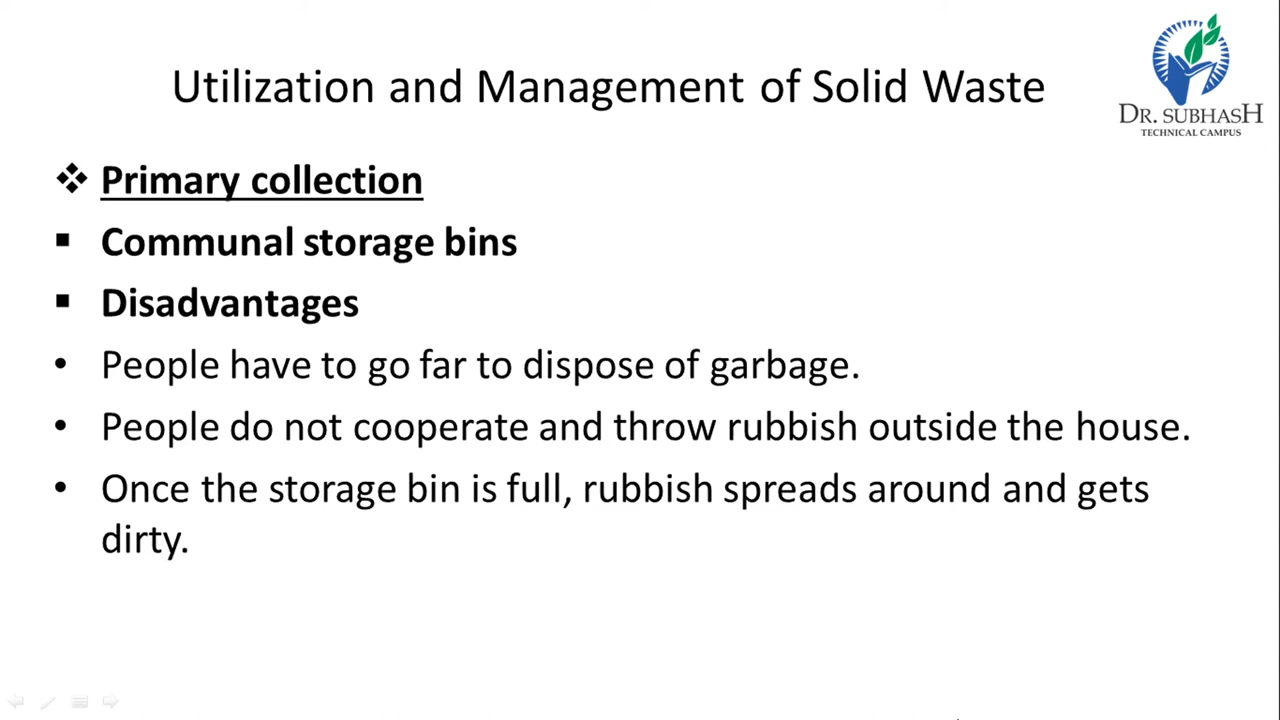 Utilization and Management of Solid Waste
DR. SUBHASH
TECHNICAL CAMPUS
❖ Primary collection
▪ Communal storage bins
▪ Disadvantages
• People have to go far to dispose of garbage.
• People do not cooperate and throw rubbish outside the house.
• Once the storage bin is full, rubbish spreads around and gets
dirty.